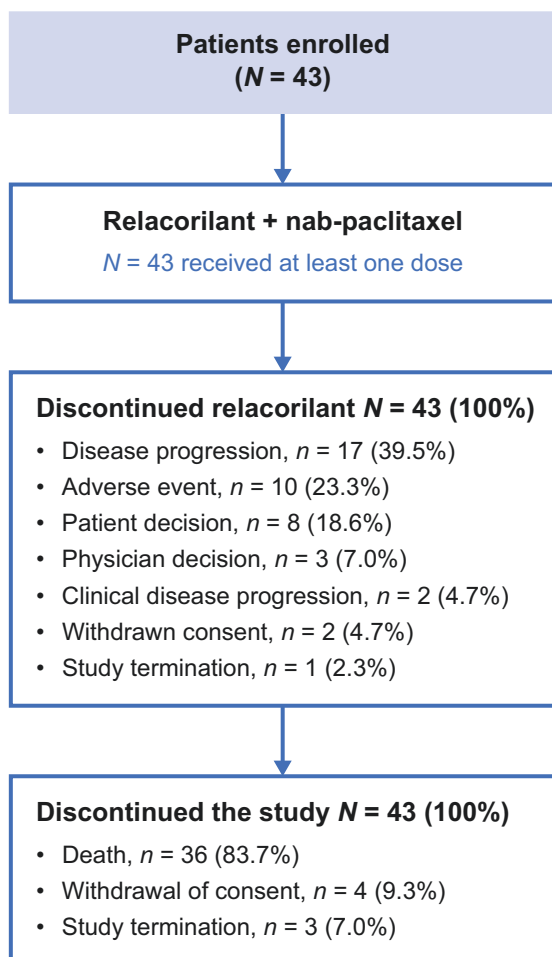 Patients enrolled
(N = 43)
Relacorilant + nab-paclitaxel
N = 43 received at least one dose
Discontinued relacorilant N = 43 (100%)
• Disease progression, n = 17 (39.5%)
• Adverse event, n = 10 (23.3%)
• Patient decision, n = 8 (18.6%)
• Physician decision, n = 3 (7.0%)
• Clinical disease progression, n = 2 (4.7%)
• Withdrawn consent, n = 2 (4.7%)
• Study termination, n = 1 (2.3%)
Discontinued the study N = 43 (100%)
• Death, n = 36 (83.7%)
• Withdrawal of consent, n = 4 (9.3%)
• Study termination, n = 3 (7.0%)